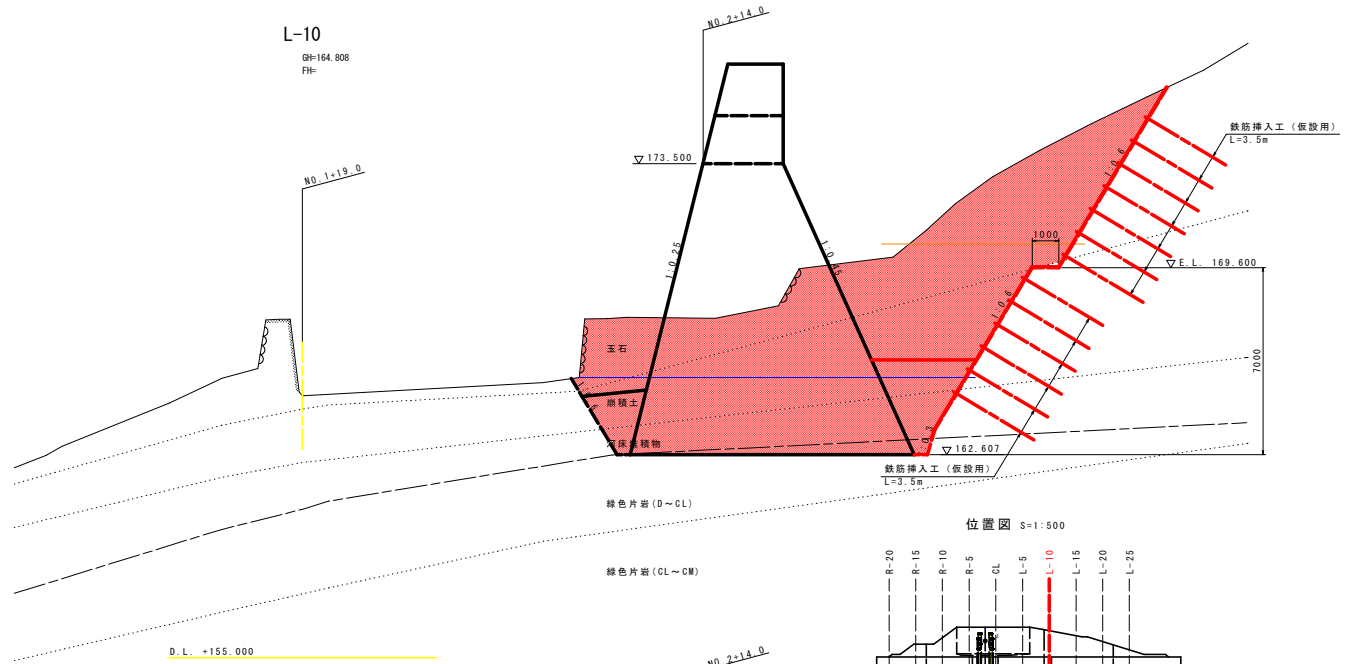 L-10
GH=164.808
FH=
NO.2+14.0
NO.1+19.0
173.500
1:0.25
1:0.45
鉄筋挿入工（仮設用）
L=3.5m
1:0.6
1000
E.L. 169.600
1:0.6
7000
玉石
崩積土
河床堆積物
1:0.3
162.607
鉄筋挿入工（仮設用）
L=3.5m
緑色片岩(D～CL)
緑色片岩(CL～CM)
位置図 S=1:500
R-20
R-15
R-10
R-5
CL
L-5
L-10
L-15
L-20
L-25
D.L. +155.000
NO.2+14.0